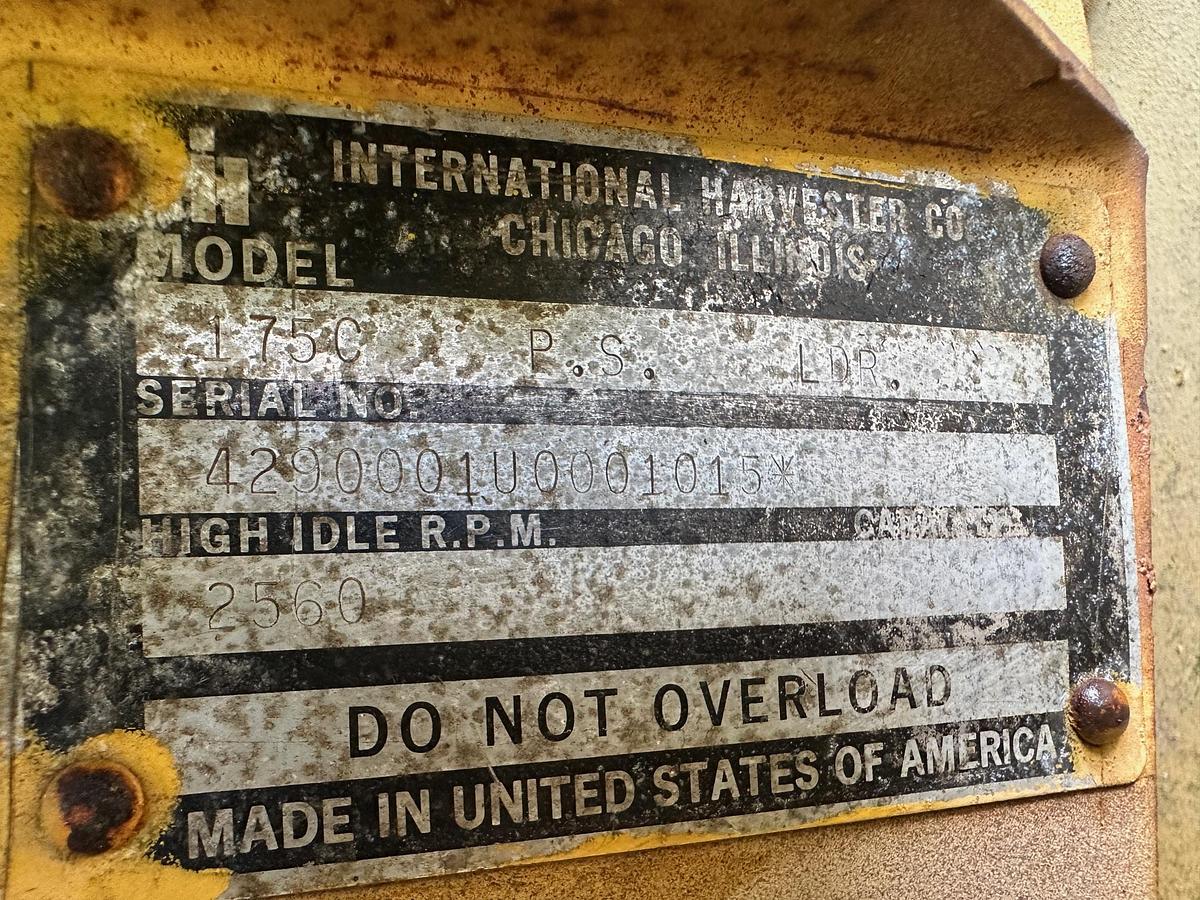 IH INTERNATIONAL HARVESTER CO
CHICAGO ILLINOIS
MODEL
175C P.S. LDR.
SERIAL NO.
4290001U0001015*
HIGH IDLE R.P.M.
2560
DO NOT OVERLOAD
MADE IN UNITED STATES OF AMERICA